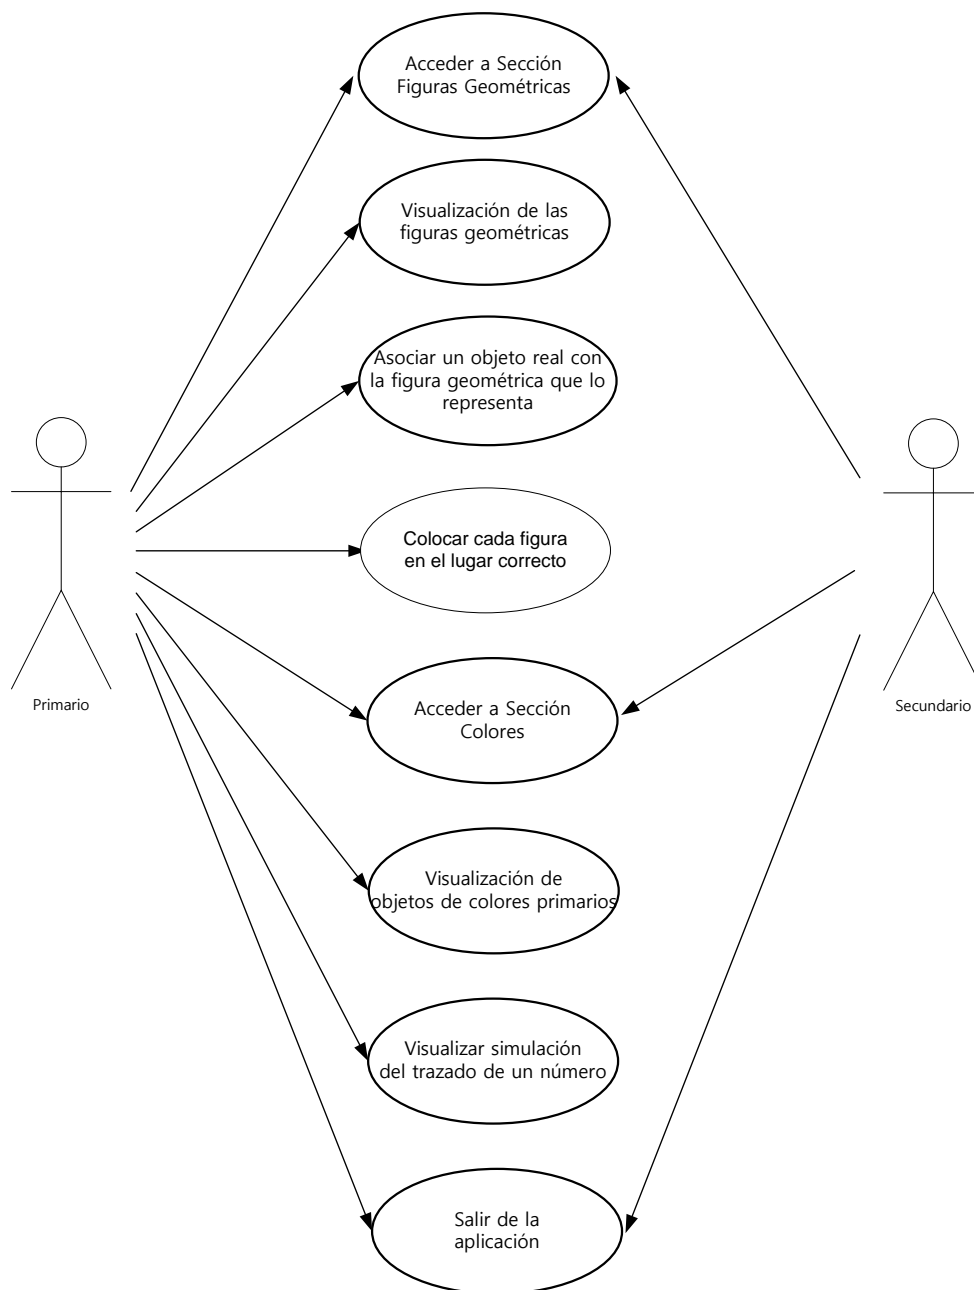 Acceder a Sección
Figuras Geométricas
Visualización de las
figuras geométricas
Asociar un objeto real con
la figura geométrica que lo
representa
Colocar cada figura
en el lugar correcto
Primario
Secundario
Acceder a Sección
Colores
Visualización de
objetos de colores primarios
Visualizar simulación
del trazado de un número
Salir de la
aplicación